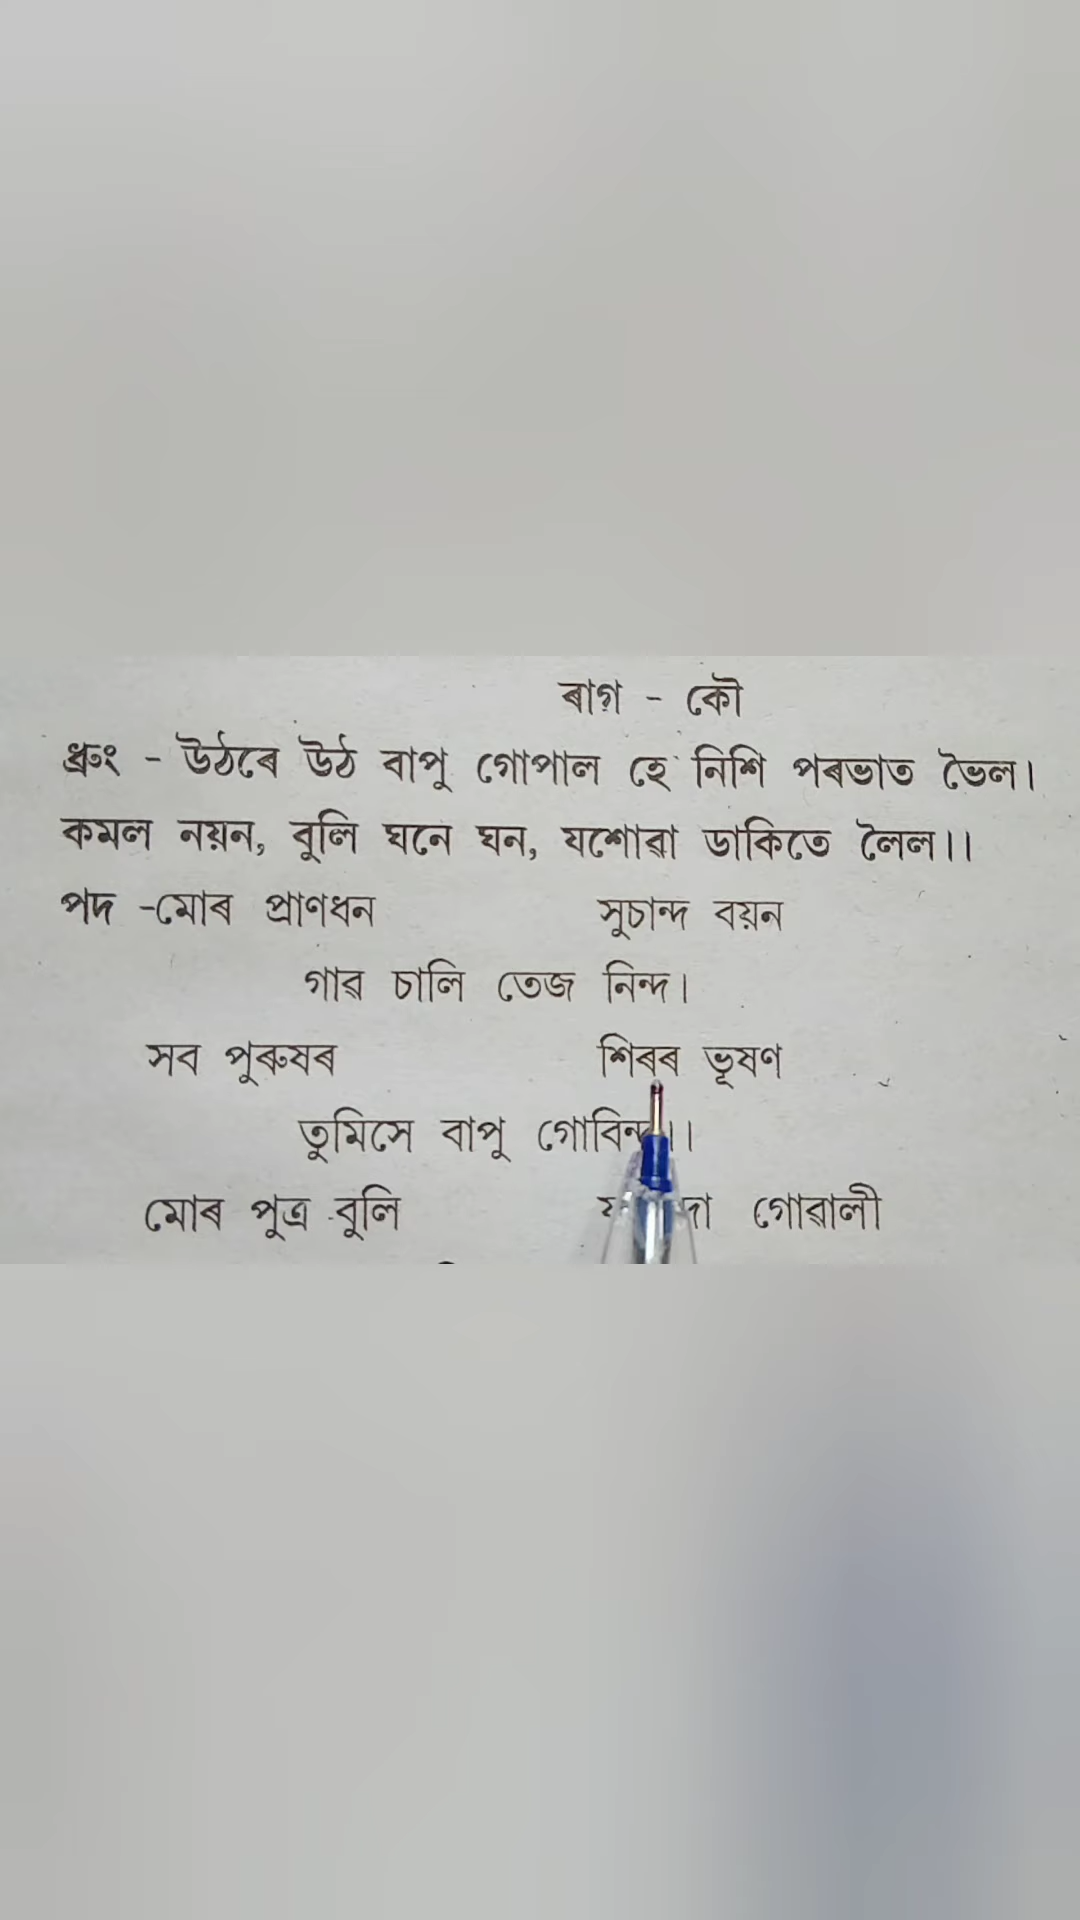 ৰাগ - কৌ
ধ্ৰুং - উঠৰে উঠ বাপু গোপাল হে নিশি পৰভাত ভৈল।
কমল নয়ন, বুলি ঘনে ঘন, যশোৱা ডাকিতে লৈল।।
পদ -মোৰ প্ৰাণধন সুচান্দ বয়ন
গাৱ চালি তেজ নিন্দ।
সব পুৰুষৰ শিৰৰ ভূষণ
তুমিসে বাপু ।।
মোৰ পুত্ৰ বুলি গোৱালী